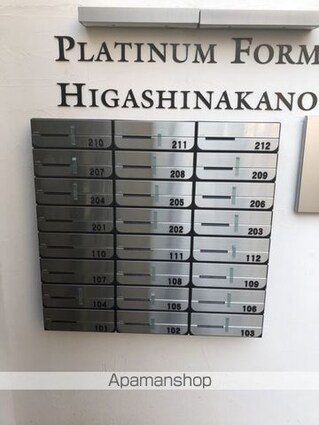 PLATINUM FORM
HIGASHINAKANO
210 211 212
207 208 209
204 205 206
201 202 203
110 111 112
107 108 109
104 105 106
101 102 103
Apamanshop